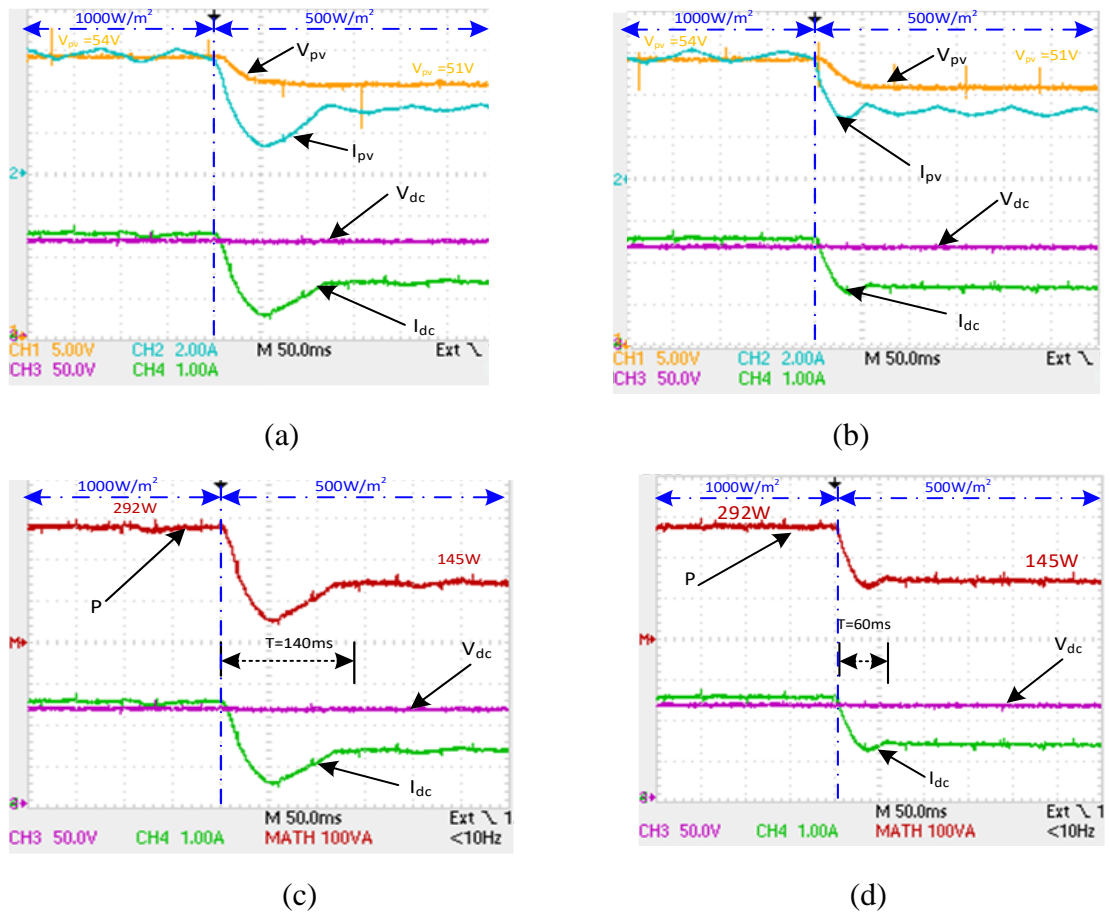 1000W/m² 500W/m²
Vpv =54V
Vpv
Vpv =51V
Ipv
2
Vdc
Idc
CH1 5.00V CH2 2.00A M 50.0ms Ext
CH3 50.0V CH4 1.00A
(a)
1000W/m² 500W/m²
Vpv =54V
Vpv
Vpv =51V
Ipv
2
Vdc
Idc
CH1 5.00V CH2 2.00A M 50.0ms Ext
CH3 50.0V CH4 1.00A
(b)
1000W/m² 500W/m²
292W
145W
P
M
T=140ms
Vdc
Idc
M 50.0ms Ext 1
CH3 50.0V CH4 1.00A MATH 100VA <10Hz
(c)
1000W/m² 500W/m²
292W
P
145W
M
T=60ms
Vdc
Idc
M 50.0ms Ext 1
CH3 50.0V CH4 1.00A MATH 100VA <10Hz
(d)